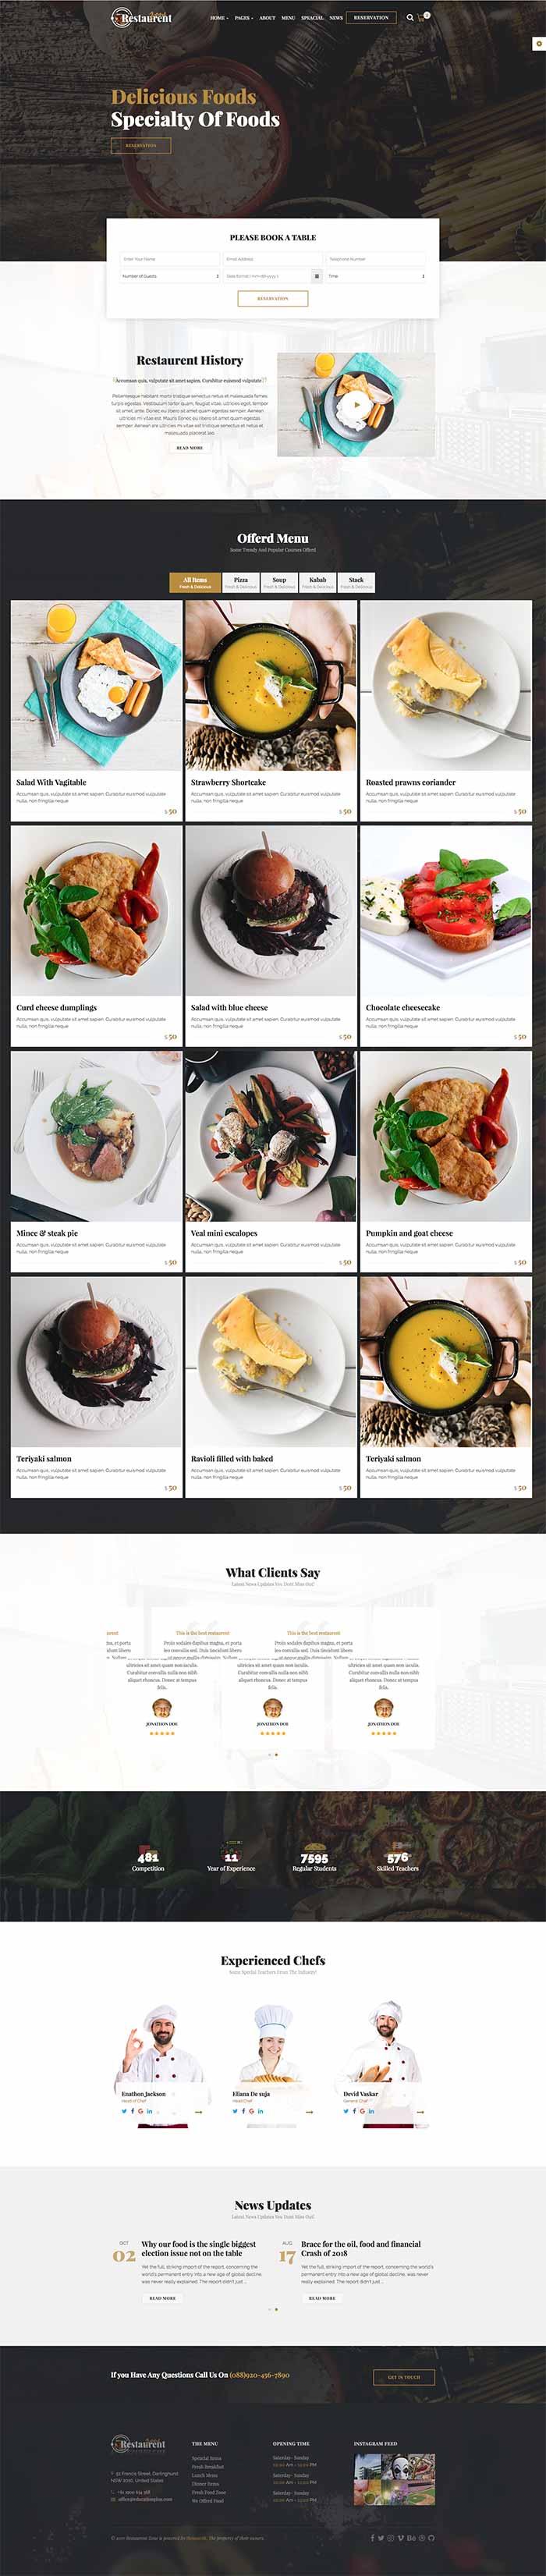 Restaurent
HOME PAGES ABOUT MENU SPEACIAL NEWS RESERVATION
Delicious Foods
Specialty Of Foods
RESERVATION
PLEASE BOOK A TABLE
Enter Your Name Email Address Telephone Number
Number of Guests Time
RESERVATION
Restaurent History
Accumsan quis, vulputate sit amet sapien. Curabitur euismod vulputate
READ MORE
Offerd Menu
Some Trendy And Popular Courses Offerd
All Items Pizza Soup Kabab Stack
Fresh & Delicious Fresh & Delicious Fresh & Delicious Fresh & Delicious Fresh & Delicious
Salad With Vagitable Strawberry Shortcake Roasted prawns coriander
Accumsan quis, vulputate sit amet sapien. Curabitur euismod vulputate Accumsan quis, vulputate sit amet sapien. Curabitur euismod vulputate Accumsan quis, vulputate sit amet sapien. Curabitur euismod vulputate
nulla, non fringilla neque nulla, non fringilla neque nulla, non fringilla neque
$ 50 $ 50 $ 50
Curd cheese dumplings Salad with blue cheese Chocolate cheesecake
Accumsan quis, vulputate sit amet sapien. Curabitur euismod vulputate Accumsan quis, vulputate sit amet sapien. Curabitur euismod vulputate Accumsan quis, vulputate sit amet sapien. Curabitur euismod vulputate
nulla, non fringilla neque nulla, non fringilla neque nulla, non fringilla neque
$ 50 $ 50 $ 50
Mince & steak pie Veal mini escalopes Pumpkin and goat cheese
Accumsan quis, vulputate sit amet sapien. Curabitur euismod vulputate Accumsan quis, vulputate sit amet sapien. Curabitur euismod vulputate Accumsan quis, vulputate sit amet sapien. Curabitur euismod vulputate
nulla, non fringilla neque nulla, non fringilla neque nulla, non fringilla neque
$ 50 $ 50 $ 50
Teriyaki salmon Ravioli filled with baked Teriyaki salmon
Accumsan quis, vulputate sit amet sapien. Curabitur euismod vulputate Accumsan quis, vulputate sit amet sapien. Curabitur euismod vulputate Accumsan quis, vulputate sit amet sapien. Curabitur euismod vulputate
nulla, non fringilla neque nulla, non fringilla neque nulla, non fringilla neque
$ 50 $ 50 $ 50
What Clients Say
Latest News Updates You Dont Miss Out!
This is the best restaurent This is the best restaurent
JONATHON DOE JONATHON DOE JONATHON DOE
481 11 7595 576
Competition Year of Experience Regular Students Skilled Teachers
Experienced Chefs
Some Special Teachers From The Industry!
Enathon Jackson Eliana De suja Devid Vaskar
Head of Chef Head Chef General Chef
News Updates
Latest News Updates You Dont Miss Out!
OCT Why our food is the single biggest AUG Brace for the oil, food and financial
02 election issue not on the table 17 Crash of 2018
Yet the full, striking import of the report, concerning the Yet the full, striking import of the report, concerning the world's
world's permanent entry into a new age of global decline, permanent entry into a new age of global decline, was never
was never really explained. The report didn't just ... really explained. The report didn't just ...
READ MORE READ MORE
If you Have Any Questions Call Us On (088)920-456-7890 GET IN TOUCH
Restaurent THE MENU OPENING TIME INSTAGRAM FEED
Speacial Items Saturday- Sunday
Fresh Breakfast
Lunch Menu Saturday- Sunday
Dinner Items
Fresh Food Zone Saturday- Sunday
We Offerd Food